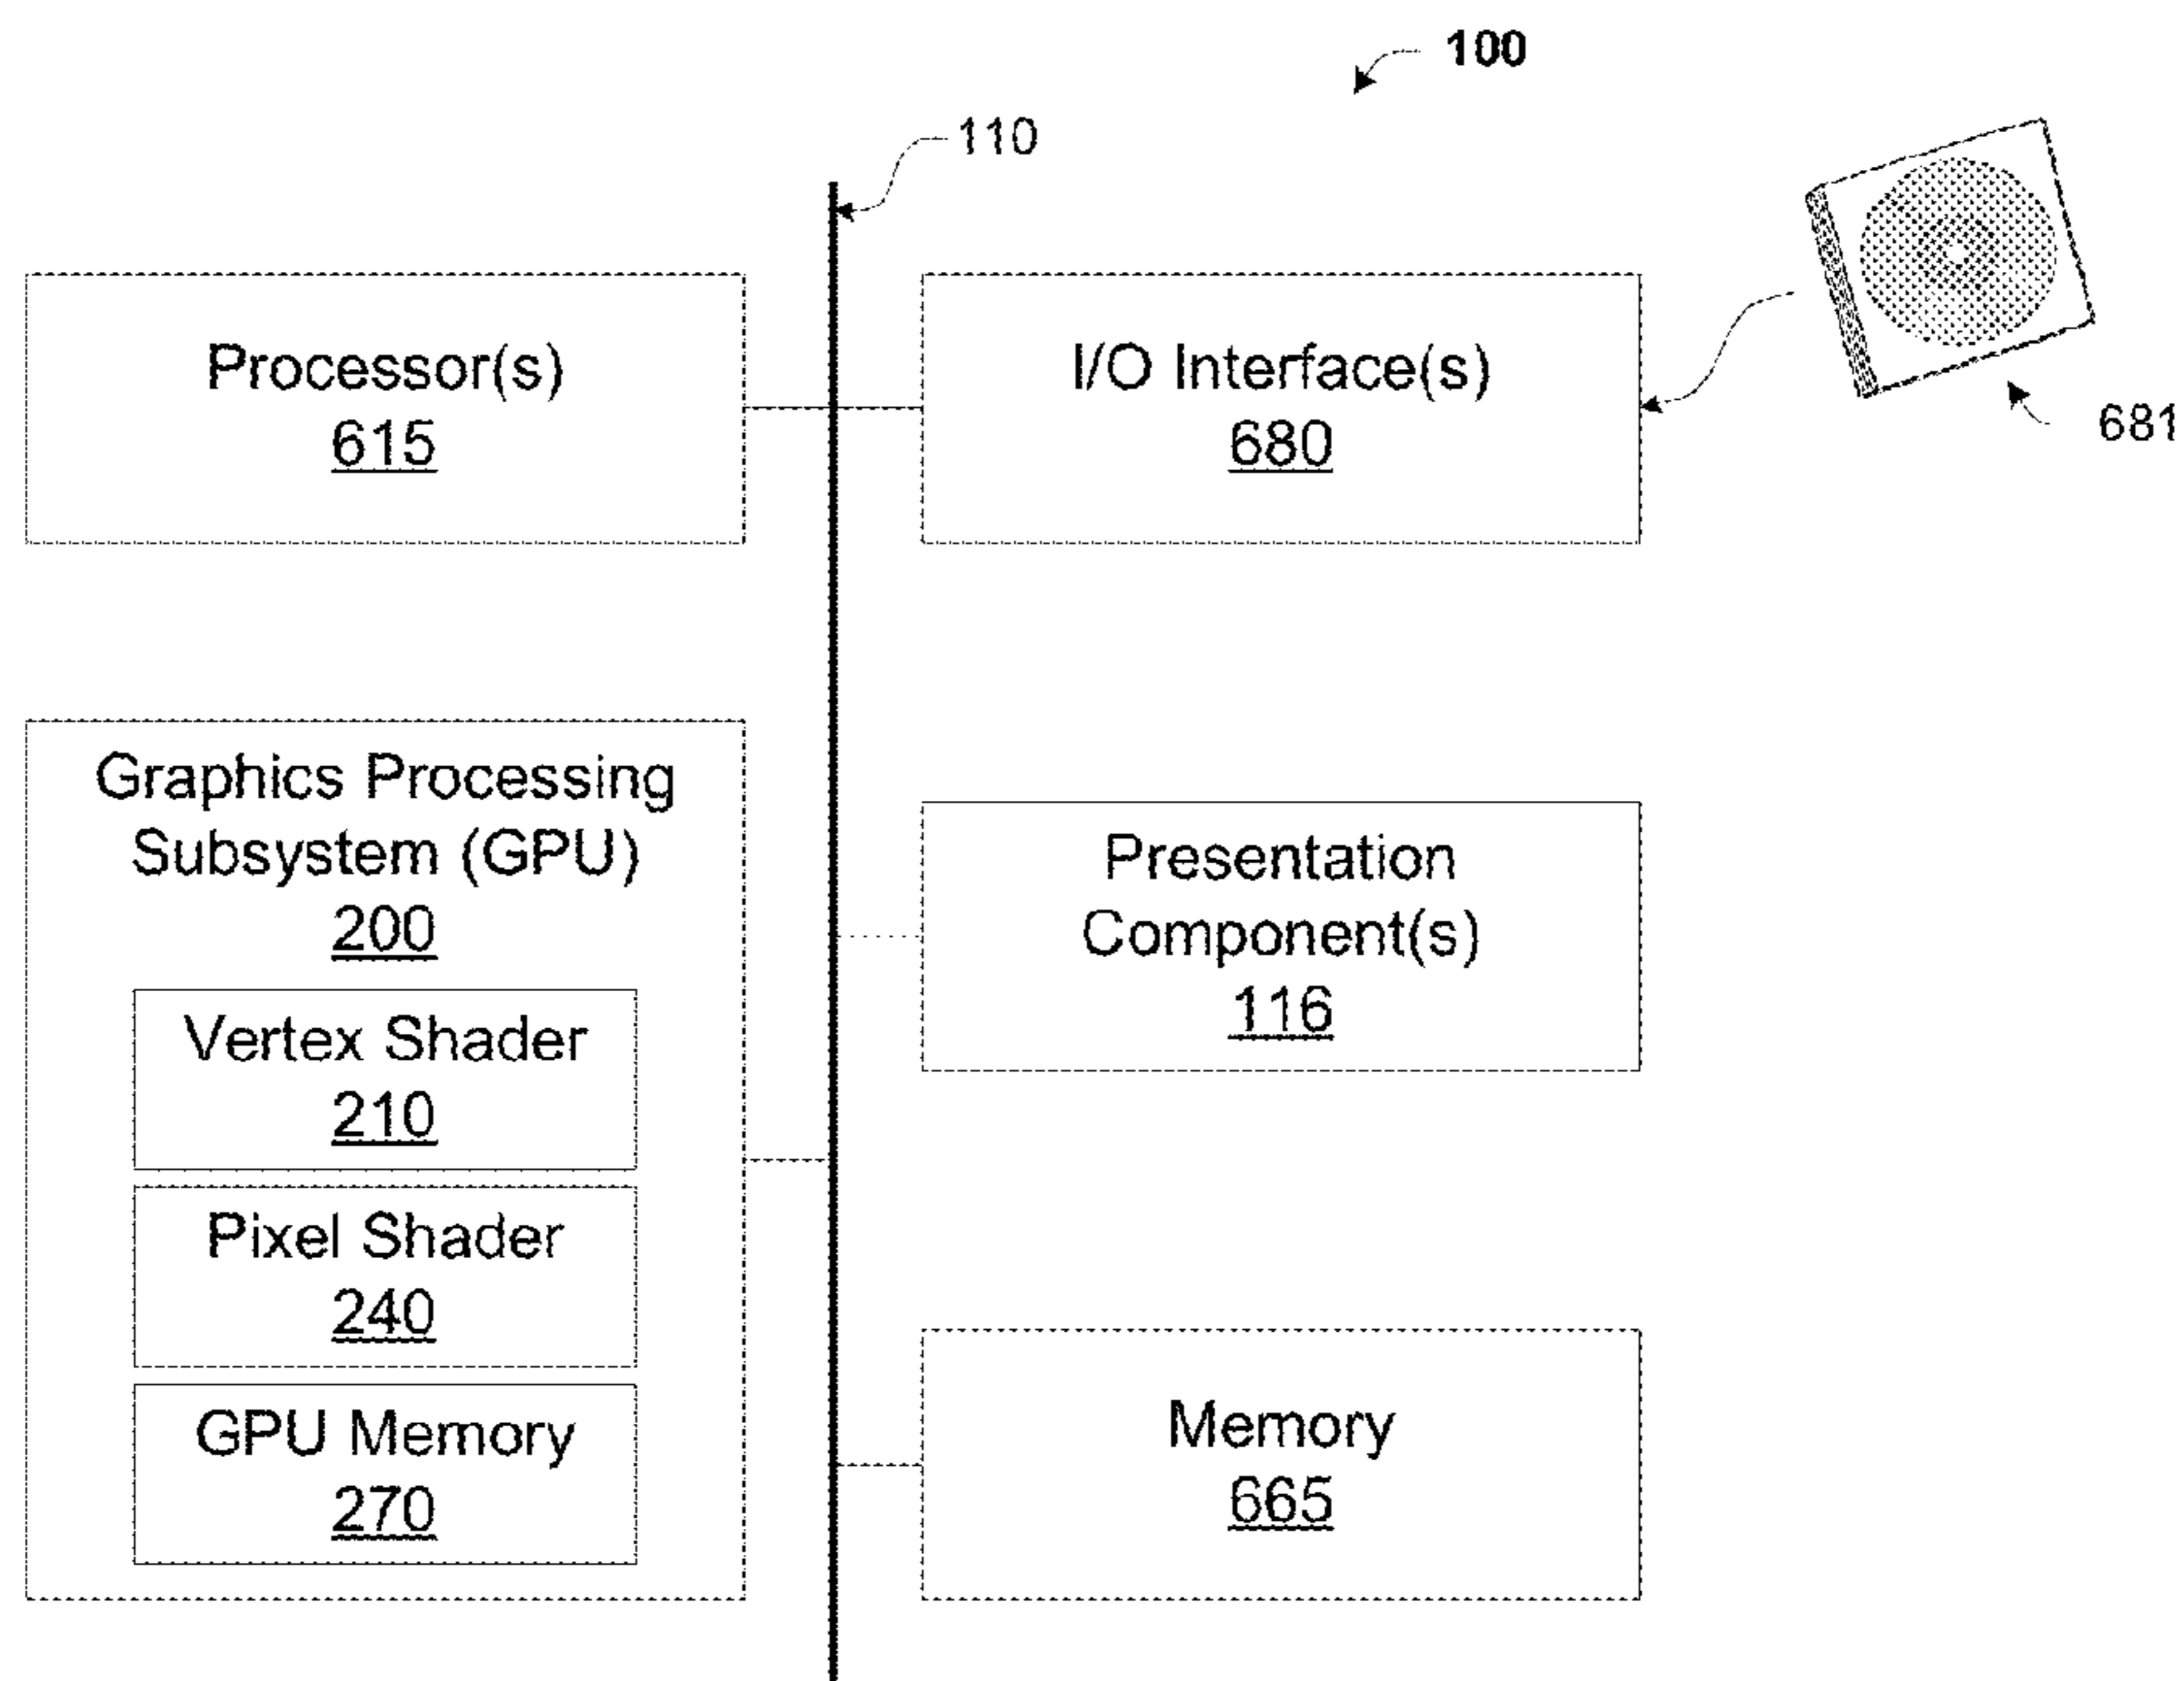 100
110
Processor(s)
615
I/O Interface(s)
680
681
Graphics Processing
Subsystem (GPU)
200
Vertex Shader
210
Pixel Shader
240
GPU Memory
270
Presentation
Component(s)
116
Memory
665